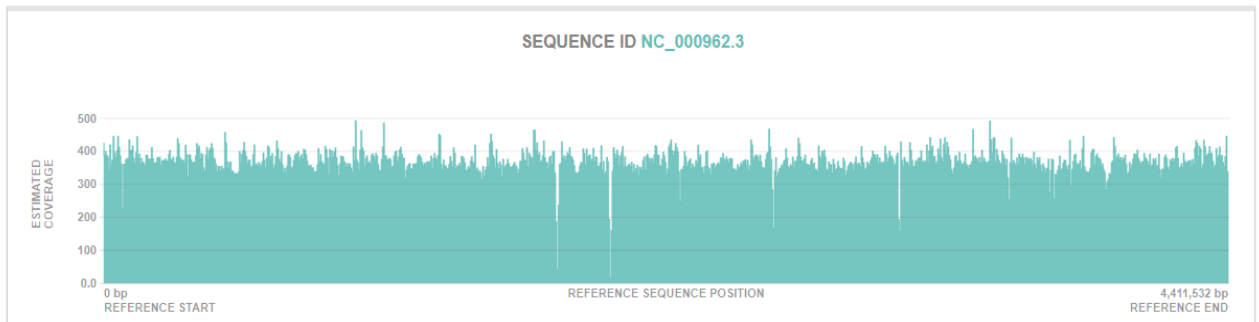 SEQUENCE ID NC_000962.3
500
400
300
200
100
0.0
ESTIMATED
COVERAGE
0 bp
REFERENCE START
REFERENCE SEQUENCE POSITION
4,411,532 bp
REFERENCE END